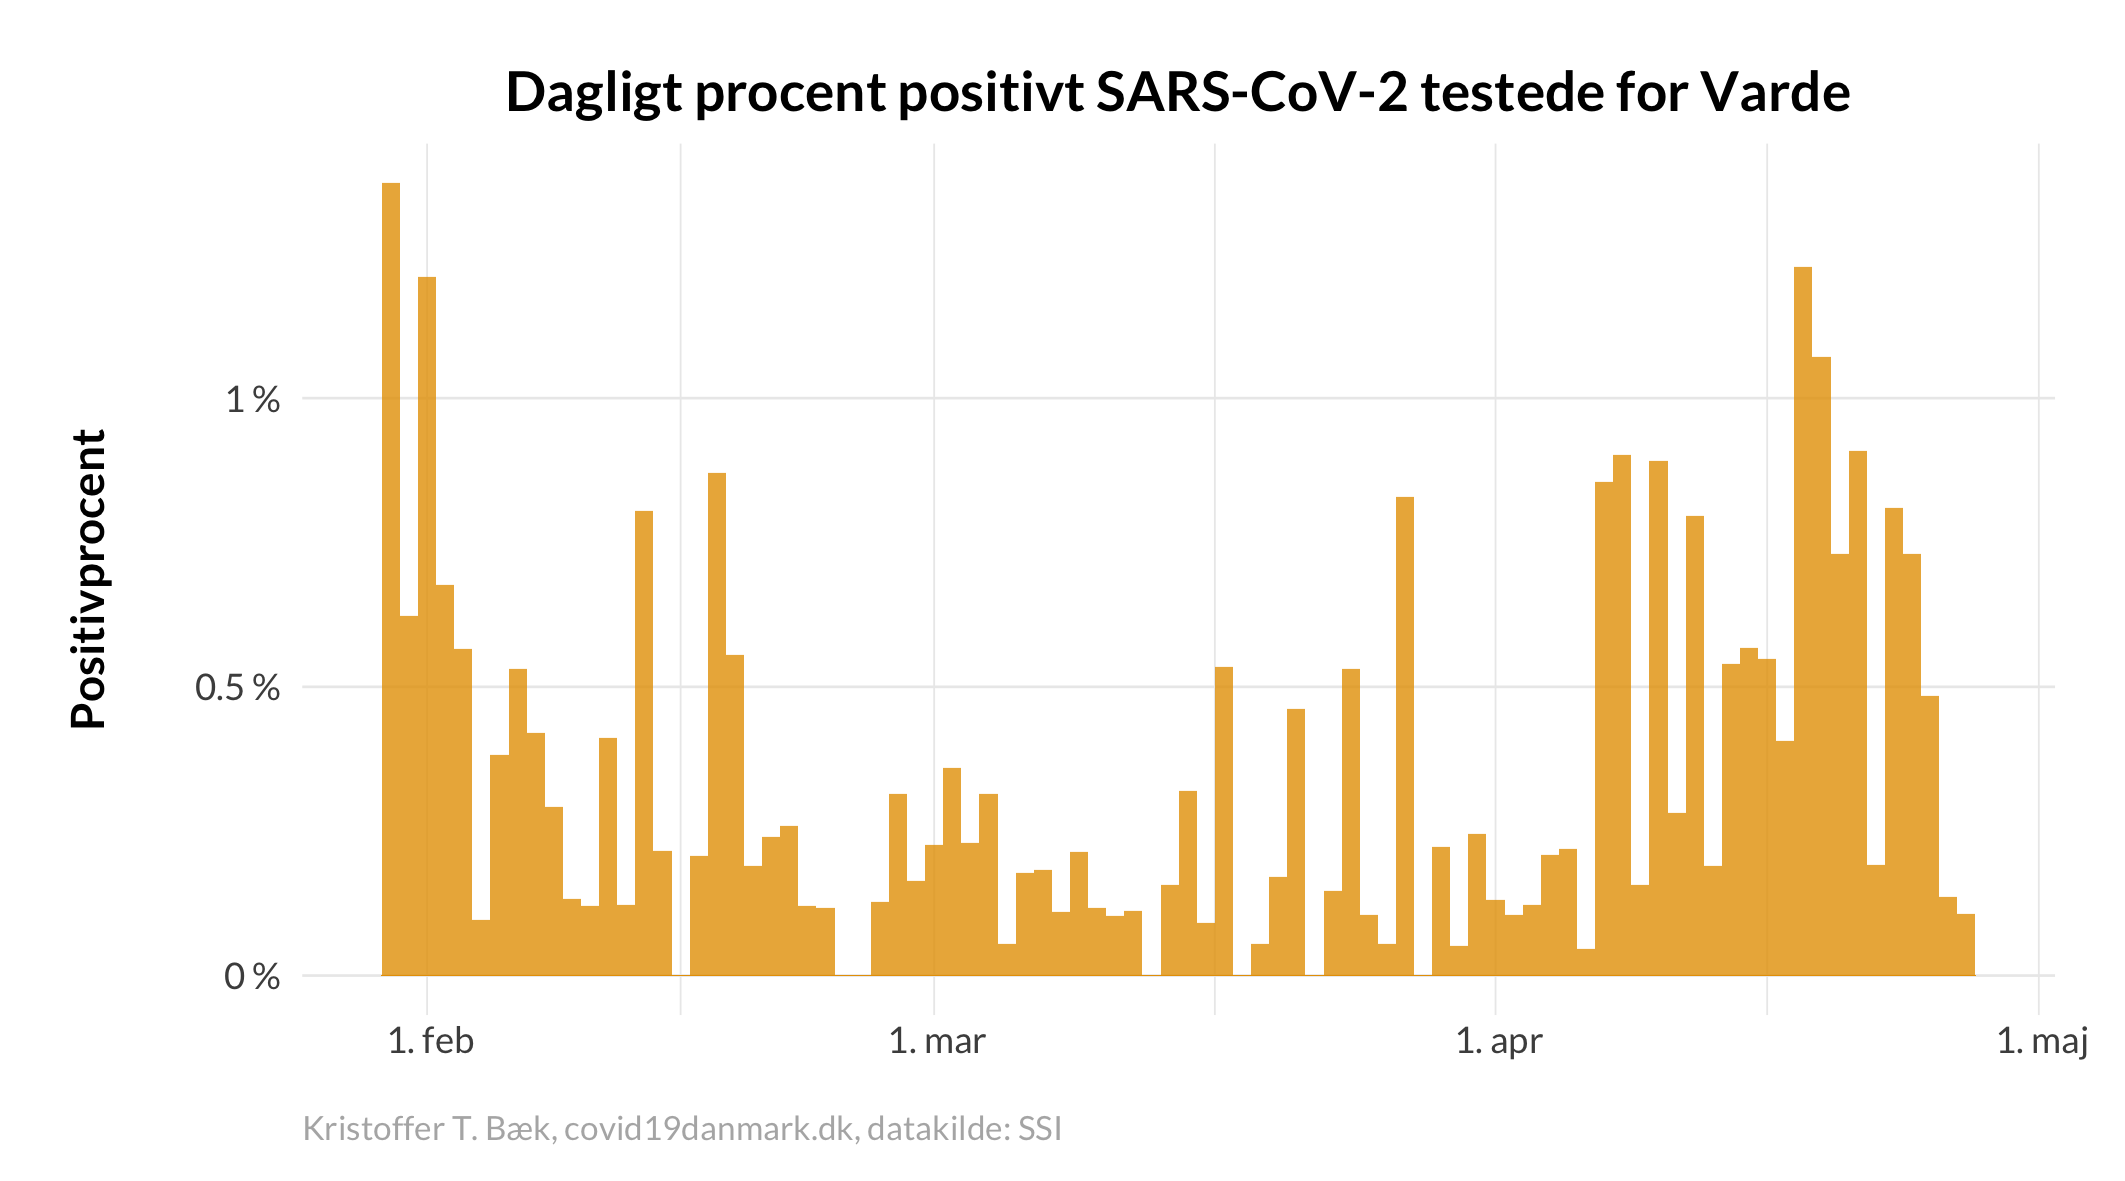 Dagligt procent positivt SARS-CoV-2 testede for Varde
Positivprocent
1 %
0.5 %
0 %
1. feb
1. mar
1. apr
1. maj
Kristoffer T. Bæk, covid19danmark.dk, datakilde: SSI